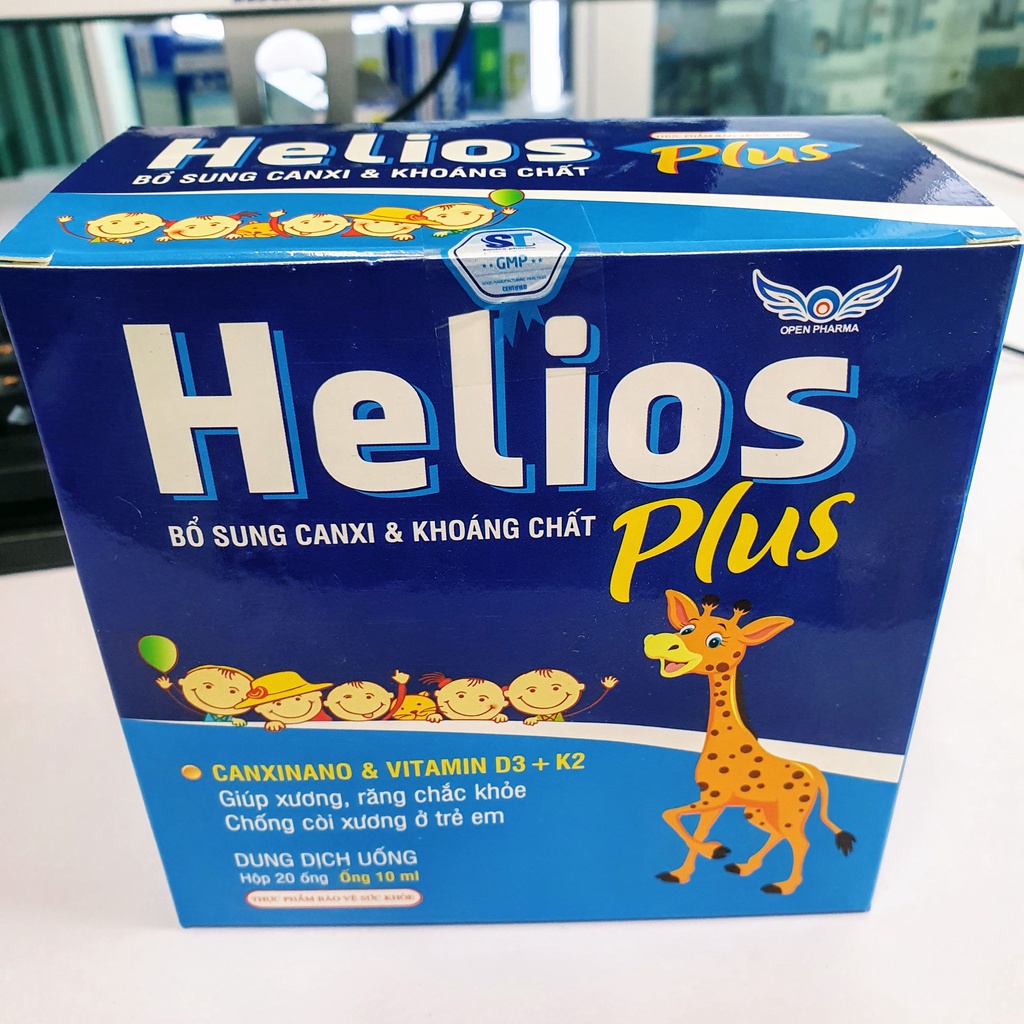 Helios
Plus
BỔ SUNG CANXI & KHOÁNG CHẤT
ST
GMP
CERTIFIED
OPEN PHARMA
Helios
BỔ SUNG CANXI & KHOÁNG CHẤT
Plus
CANXINANO & VITAMIN D3 + K2
Giúp xương, răng chắc khỏe
Chống còi xương ở trẻ em
DUNG DỊCH UỐNG
Hộp 20 ống Ống 10 ml
THỰC PHẨM BẢO VỆ SỨC KHỎE